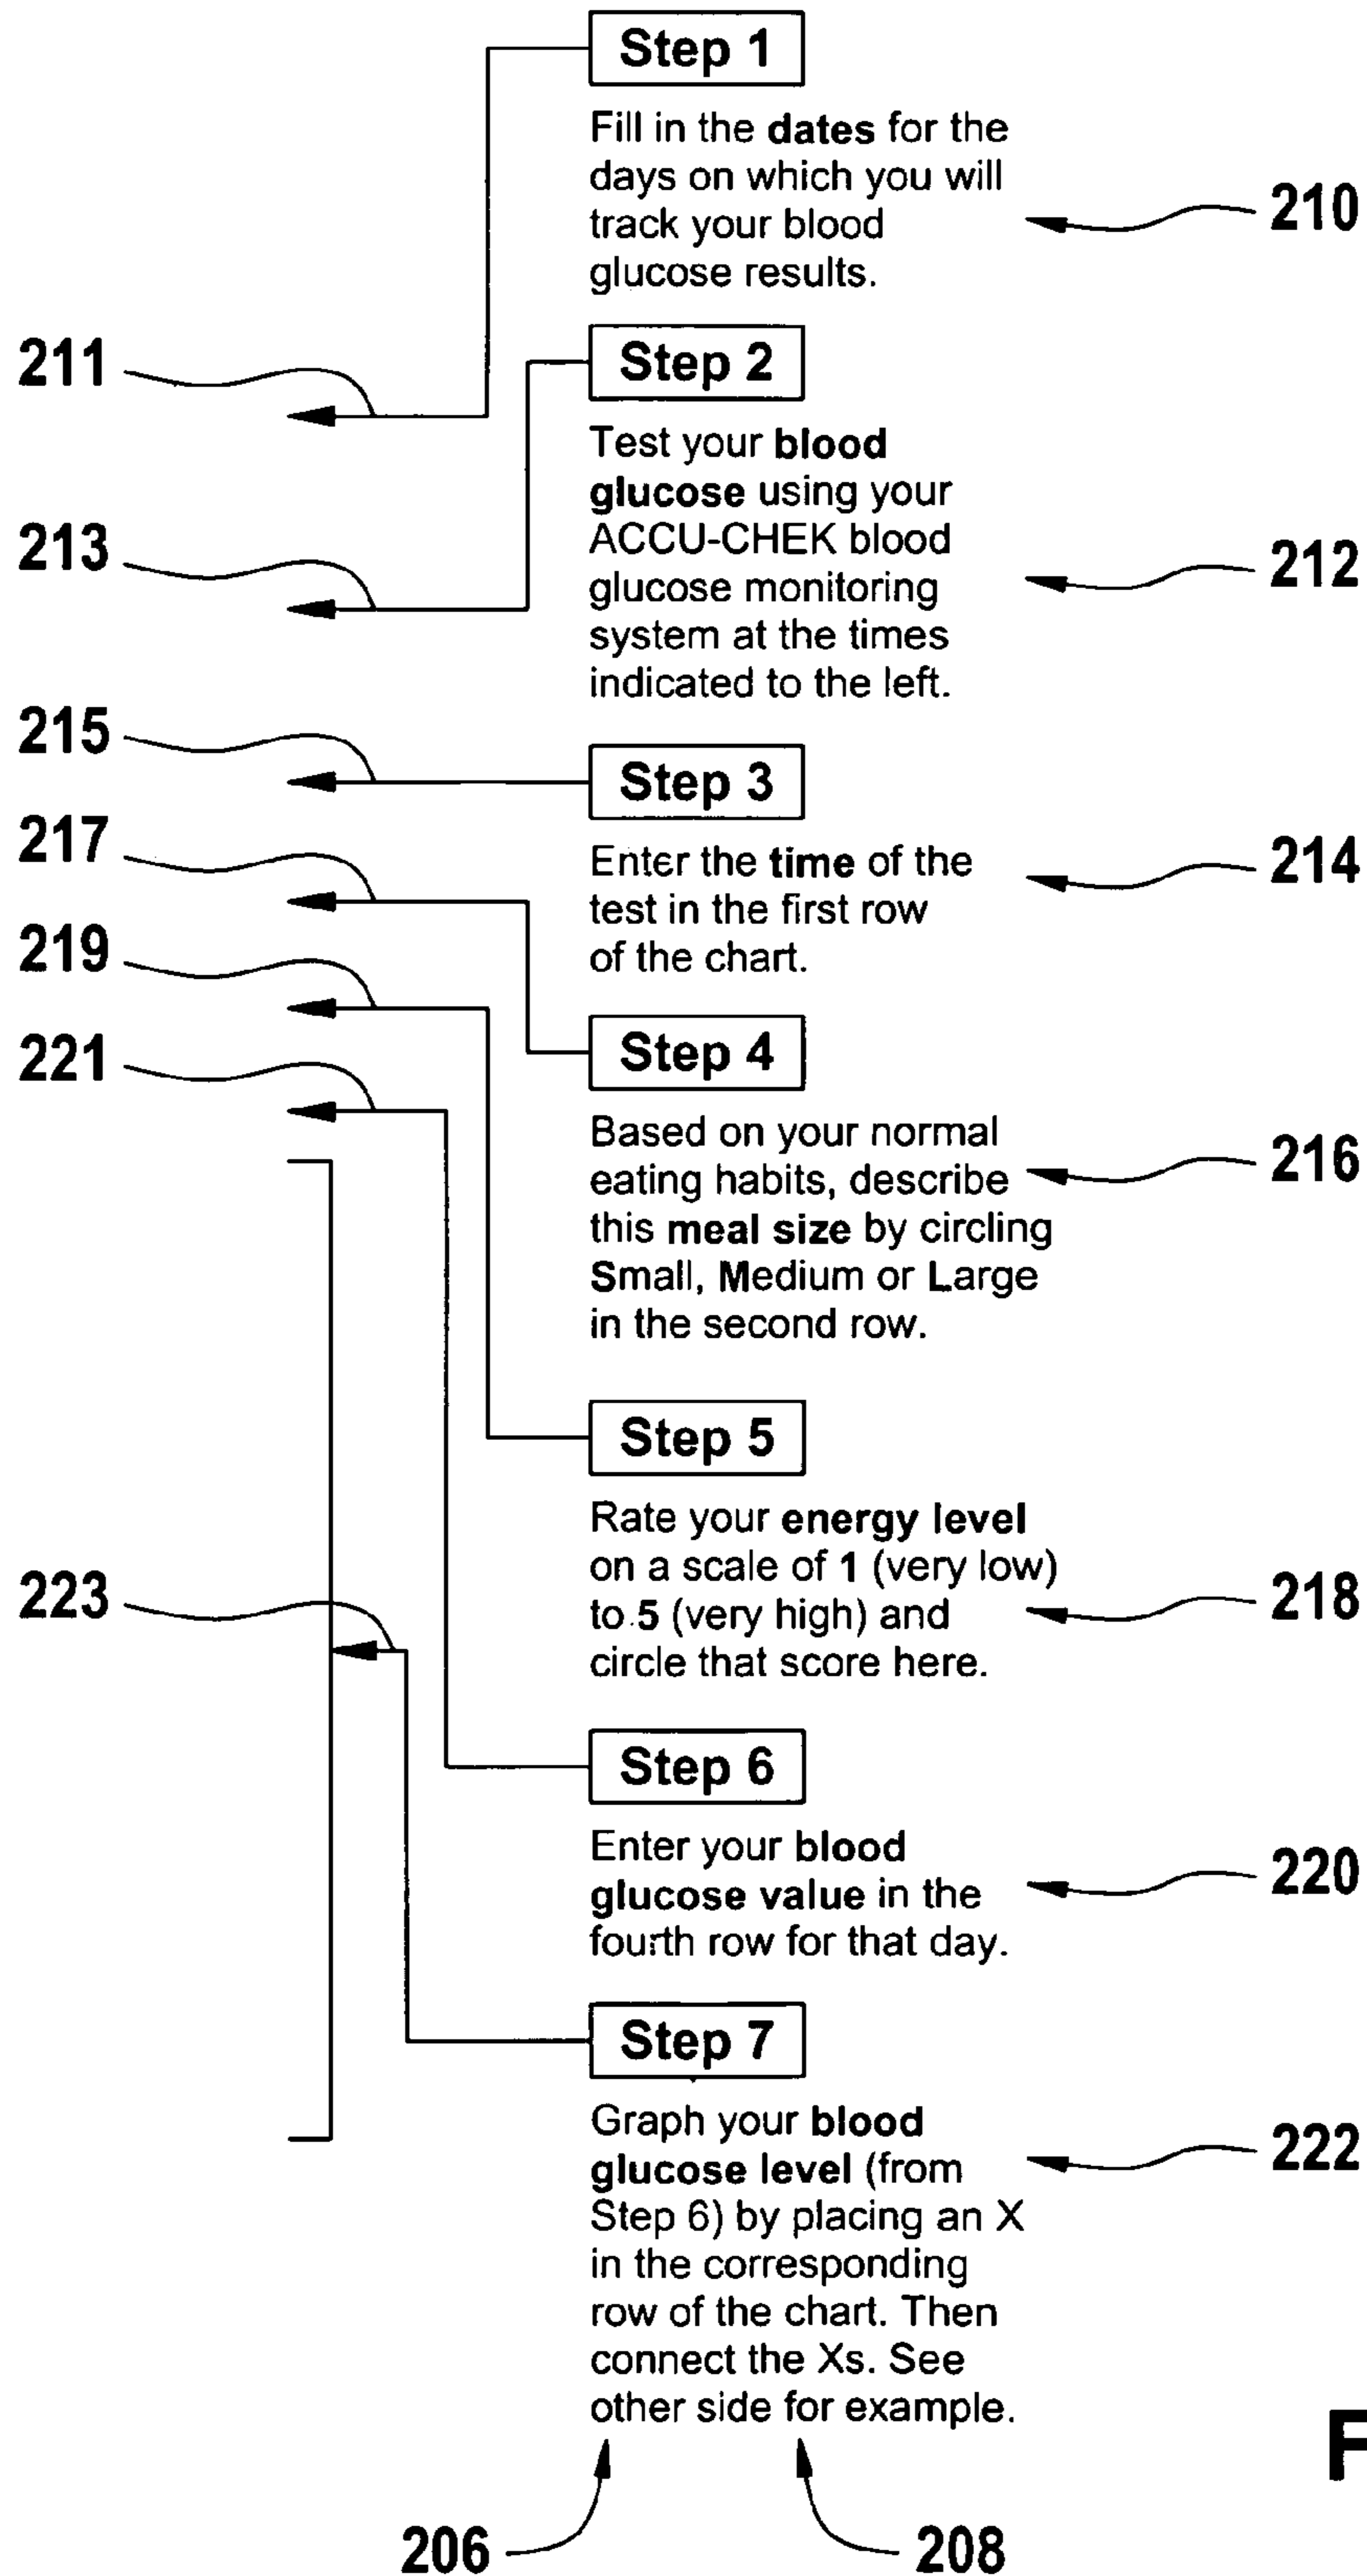 Step 1
Fill in the dates for the
days on which you will
track your blood
glucose results.
210
211
Step 2
Test your blood
glucose using your
ACCU-CHEK blood
glucose monitoring
system at the times
indicated to the left.
213
212
215
Step 3
217
Enter the time of the
test in the first row
of the chart.
214
219
221
Step 4
Based on your normal
eating habits, describe
this meal size by circling
Small, Medium or Large
in the second row.
216
Step 5
Rate your energy level
on a scale of 1 (very low)
to 5 (very high) and
circle that score here.
223
218
Step 6
Enter your blood
glucose value in the
fourth row for that day.
220
Step 7
Graph your blood
glucose level (from
Step 6) by placing an X
in the corresponding
row of the chart. Then
connect the Xs. See
other side for example.
222
F
206
208